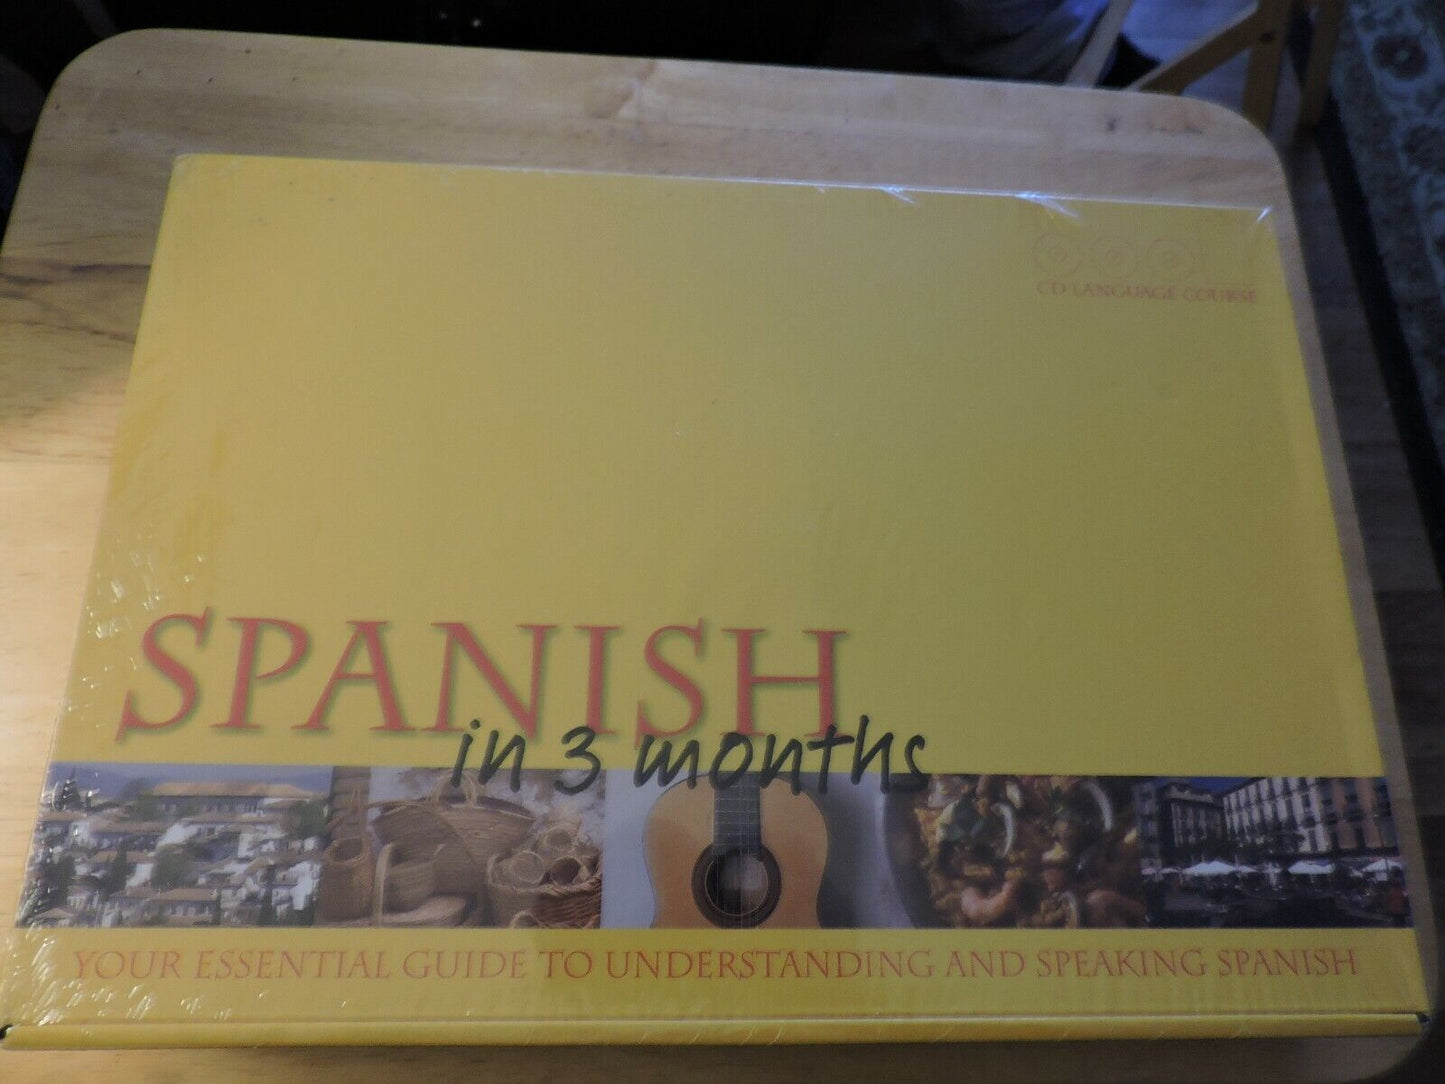 CD LANGUAGE COURSE
SPANISH
in 3 months
YOUR ESSENTIAL GUIDE TO UNDERSTANDING AND SPEAKING SPANISH